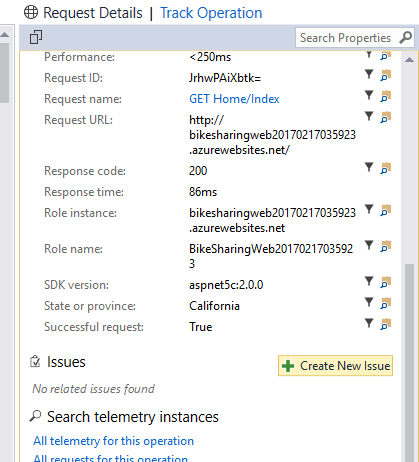 Request Details | Track Operation
Search Properties
Performance: <250ms
Request ID: JrhwPAiXbtk=
Request name: GET Home/Index
Request URL: http://
bikesharingweb20170217035923
.azurewebsites.net/
Response code: 200
Response time: 86ms
Role instance: bikesharingweb20170217035923
.azurewebsites.net
Role name: BikeSharingWeb2017021703592
3
SDK version: aspnet5c:2.0.0
State or province: California
Successful request: True
Issues
Create New Issue
No related issues found
Search telemetry instances
All telemetry for this operation
All requests for this operation